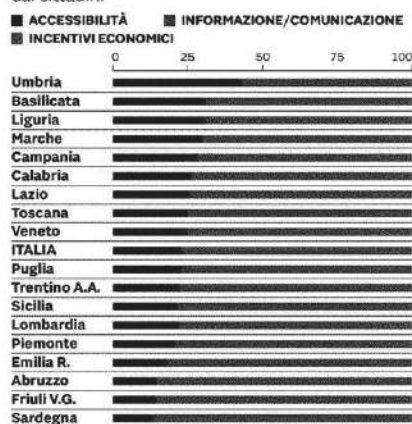 ■ ACCESSIBILITÀ ■ INFORMAZIONE/COMUNICAZIONE
■ INCENTIVI ECONOMICI
0 25 50 75 100
Umbria
Basilicata
Liguria
Marche
Campania
Calabria
Lazio
Toscana
Veneto
ITALIA
Puglia
Trentino A.A.
Sicilia
Lombardia
Piemonte
Emilia R.
Abruzzo
Friuli V.G.
Sardegna